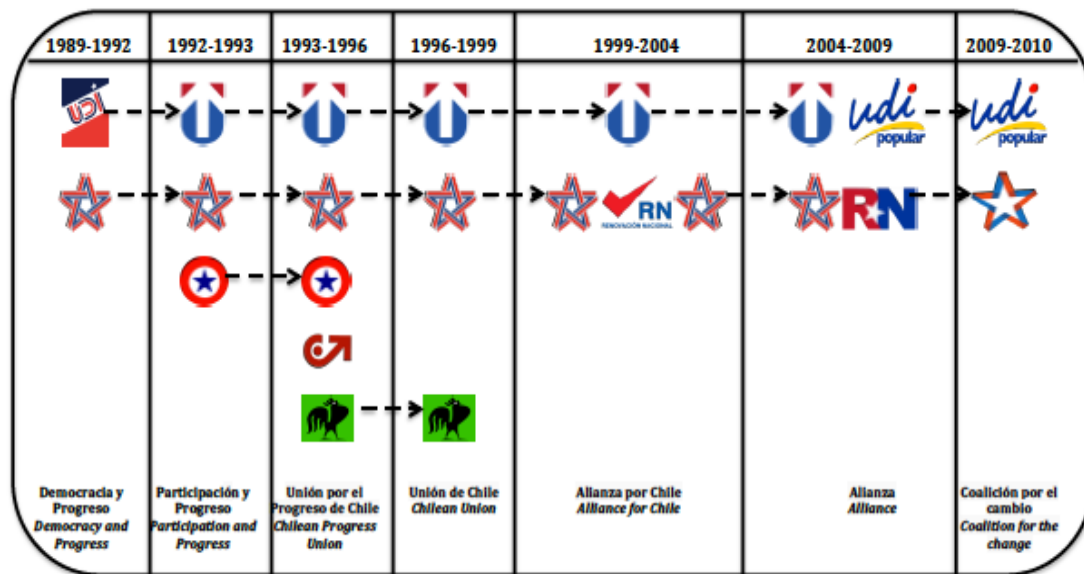 1989-1992
1992-1993
1993-1996
1996-1999
1999-2004
2004-2009
2009-2010
UDI
udi
popular
udi
popular
RN
RENOVACIÓN NACIONAL
RN
Democracia y
Progreso
Democracy and
Progress
Participación y
Progreso
Participation and
Progress
Unión por el
Progreso de Chile
Chilean Progress
Union
Unión de Chile
Chilean Union
Alianza por Chile
Alliance for Chile
Alianza
Alliance
Coalición por el
cambio
Coalition for the
change